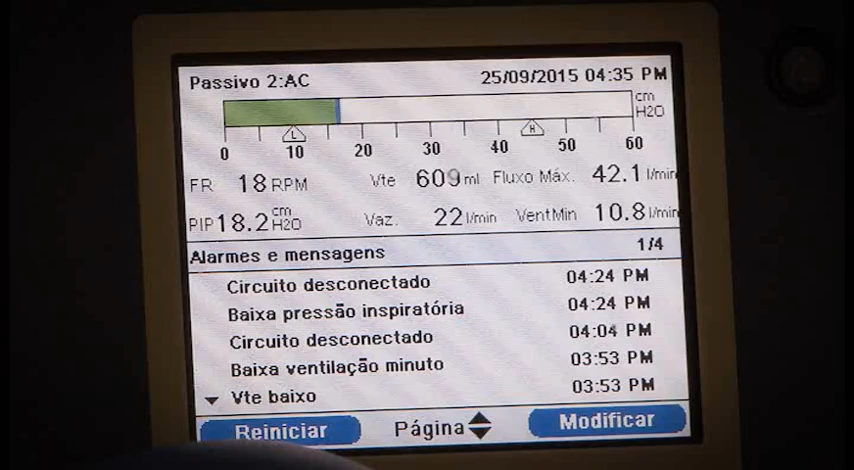 Passivo 2:AC 25/09/2015 04:35 PM
cm
H2O
L H
0 10 20 30 40 50 60
FR 18 RPM Vte 609 ml Fluxo Máx. 42.1 l/min
PIP 18.2 cm H2O Vaz. 22 l/min VentMin 10.8 l/min
Alarmes e mensagens 1/4
Circuito desconectado 04:24 PM
Baixa pressão inspiratória 04:24 PM
Circuito desconectado 04:04 PM
Baixa ventilação minuto 03:53 PM
Vte baixo 03:53 PM
Reiniciar Página Modificar